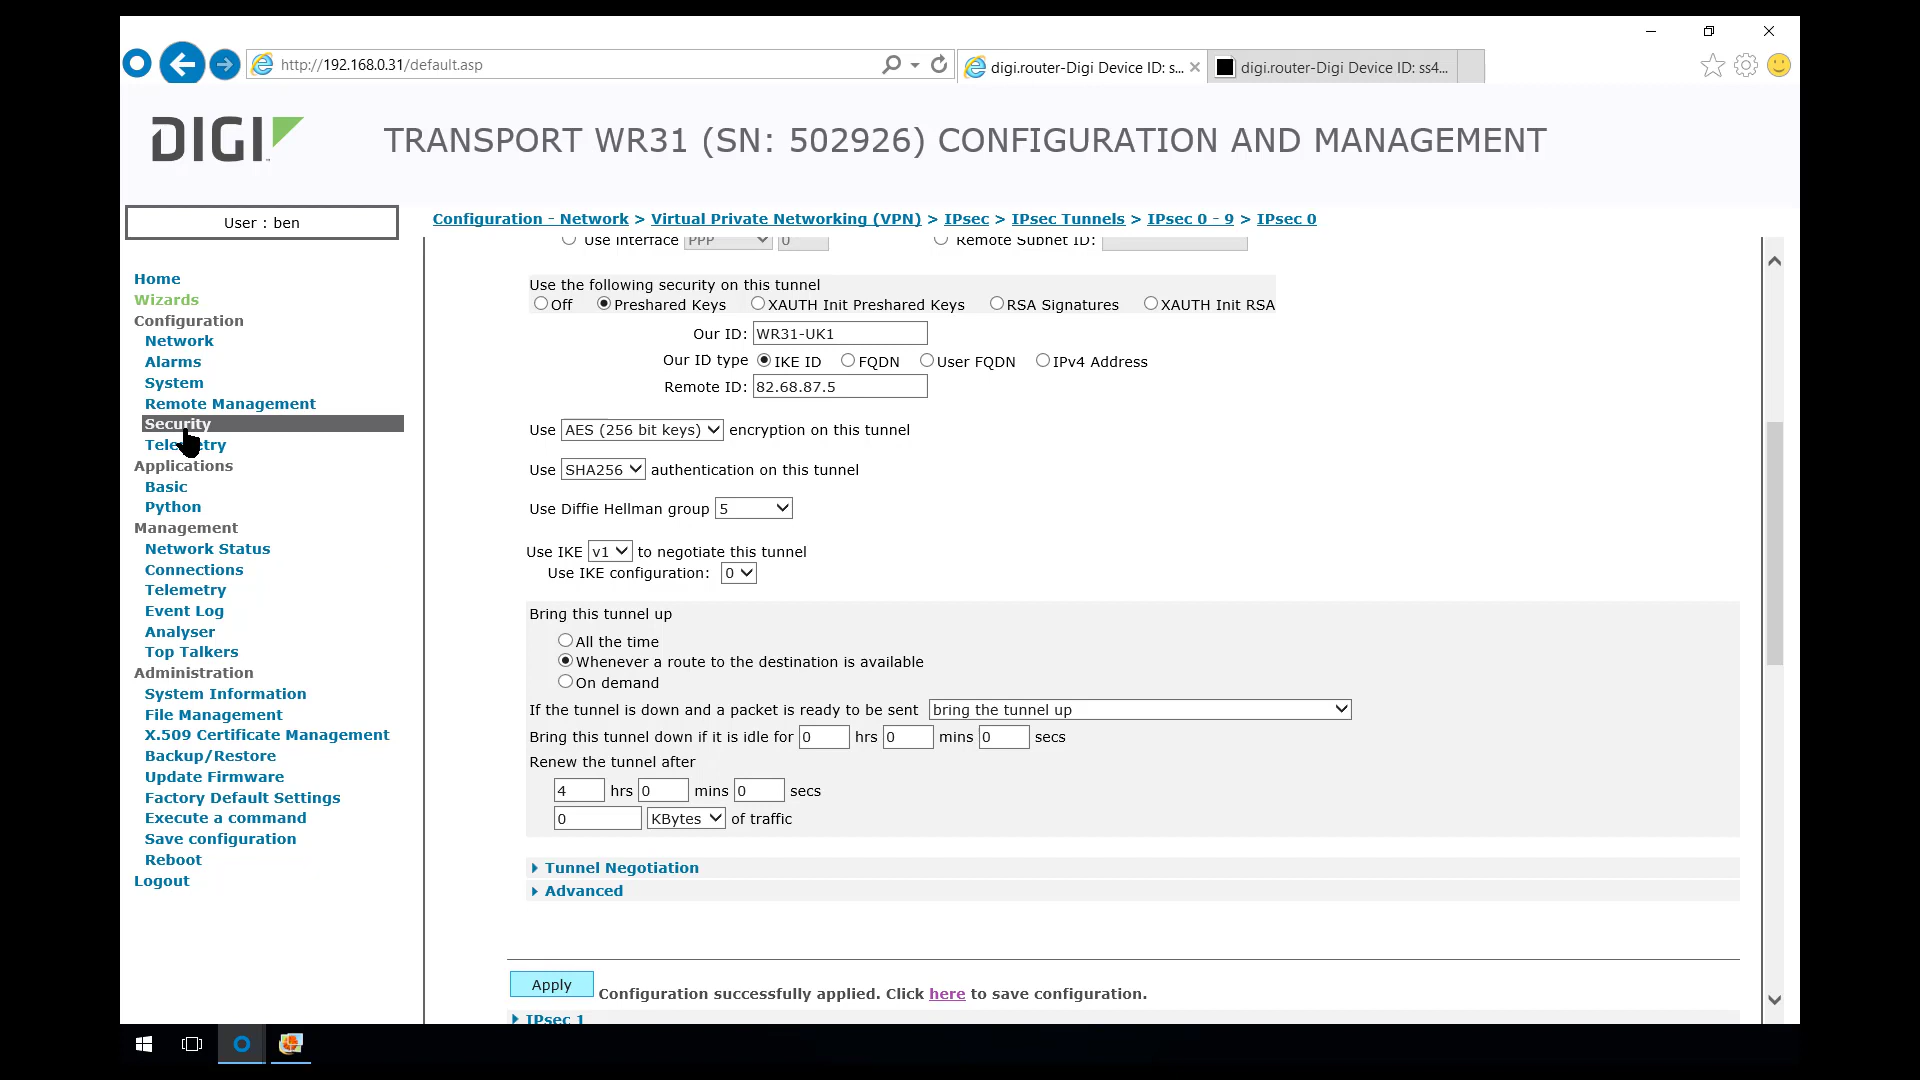 http://192.168.0.31/default.asp
digi.router-Digi Device ID: s...
digi.router-Digi Device ID: ss4...
DIGI
TRANSPORT WR31 (SN: 502926) CONFIGURATION AND MANAGEMENT
User : ben
Configuration - Network > Virtual Private Networking (VPN) > IPsec > IPsec Tunnels > IPsec 0 - 9 > IPsec 0
Home
Wizards
Configuration
Network
Alarms
System
Remote Management
Security
Telemetry
Applications
Basic
Python
Management
Network Status
Connections
Telemetry
Event Log
Analyser
Top Talkers
Administration
System Information
File Management
X.509 Certificate Management
Backup/Restore
Update Firmware
Factory Default Settings
Execute a command
Save configuration
Reboot
Logout
Use interface PPP 0 Remote Subnet ID:
Use the following security on this tunnel
Off Preshared Keys XAUTH Init Preshared Keys RSA Signatures XAUTH Init RSA
Our ID: WR31-UK1
Our ID type IKE ID FQDN User FQDN IPv4 Address
Remote ID: 82.68.87.5
Use AES (256 bit keys) encryption on this tunnel
Use SHA256 authentication on this tunnel
Use Diffie Hellman group 5
Use IKE v1 to negotiate this tunnel
Use IKE configuration: 0
Bring this tunnel up
All the time
Whenever a route to the destination is available
On demand
If the tunnel is down and a packet is ready to be sent bring the tunnel up
Bring this tunnel down if it is idle for 0 hrs 0 mins 0 secs
Renew the tunnel after
4 hrs 0 mins 0 secs
0 KBytes of traffic
Tunnel Negotiation
Advanced
Apply Configuration successfully applied. Click here to save configuration.
IPsec 1